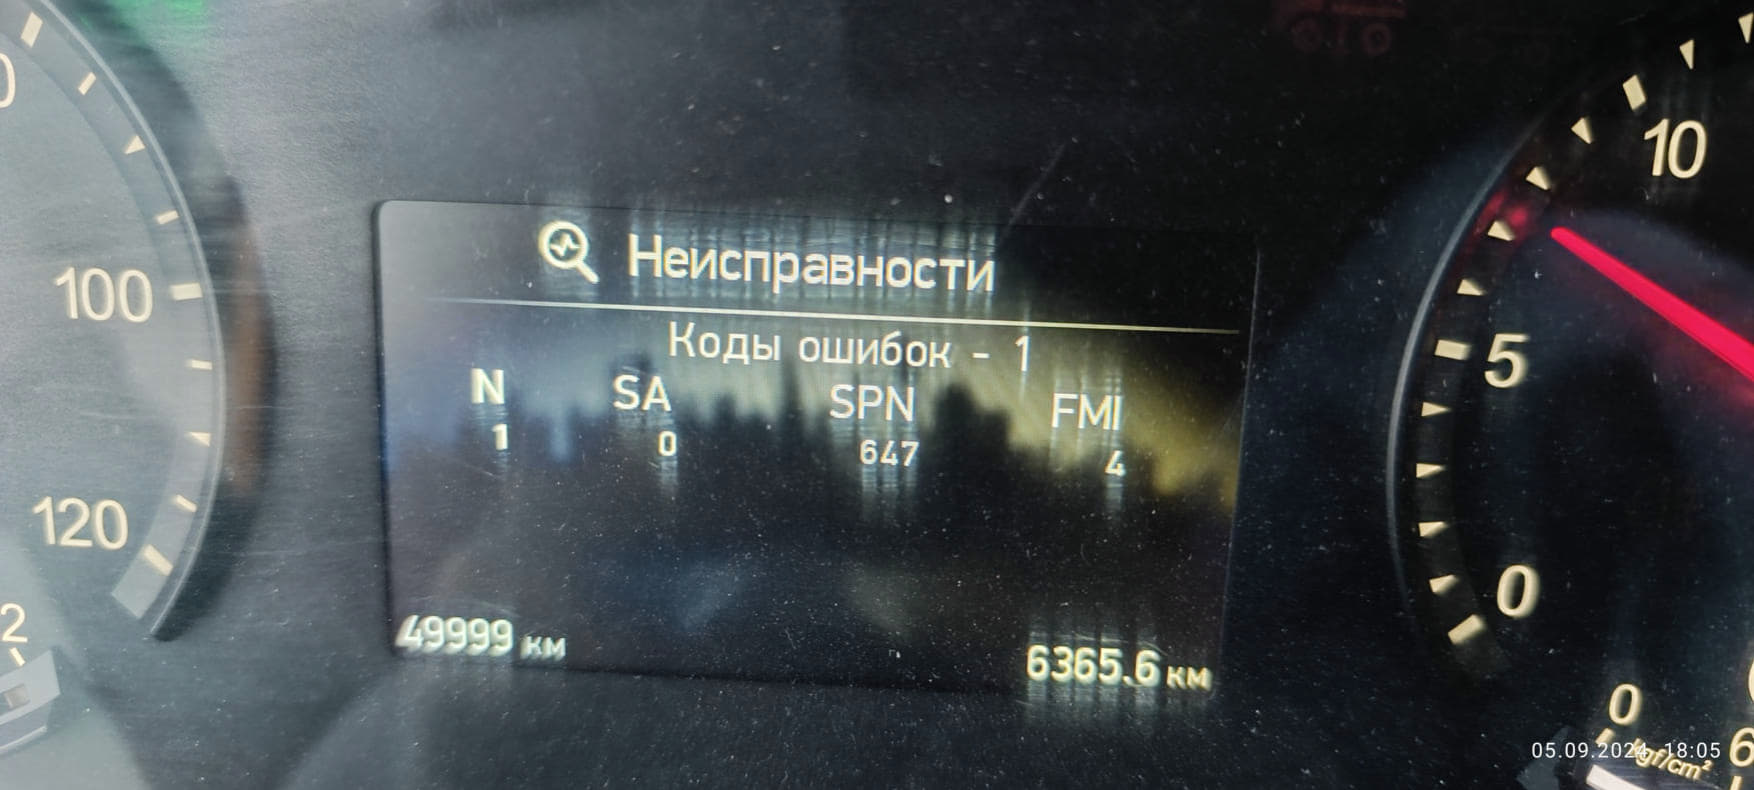 Неисправности
Коды ошибок - 1
N SA SPN FMI
1 0 647 4
49999 км 6365.6 км
100
120
10
5
0
0
05.09.2024 18:05